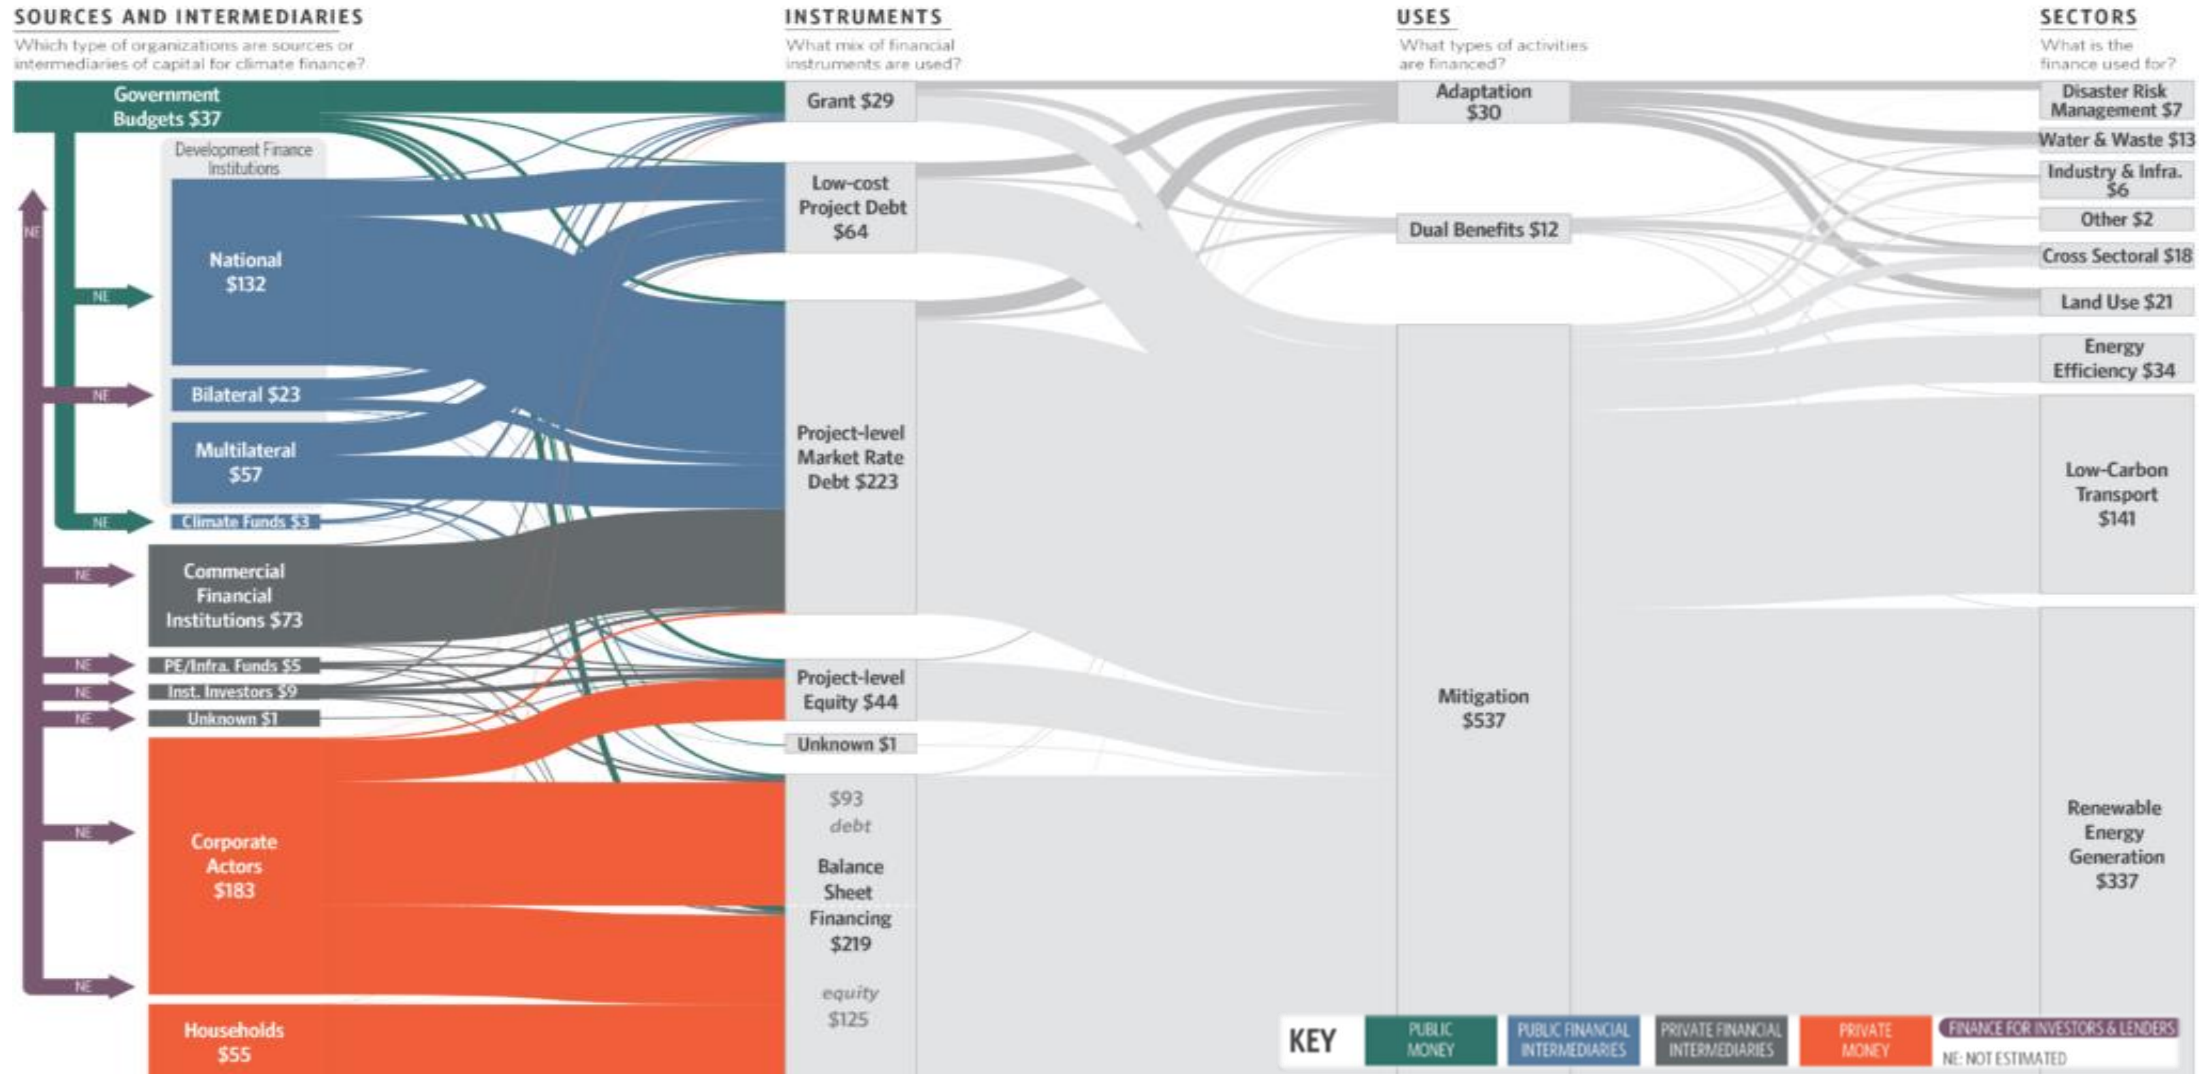 SOURCES AND INTERMEDIARIES
Which type of organizations are sources or
intermediaries of capital for climate finance?
Government
Budgets $37
Development Finance
Institutions
National
$132
Bilateral $23
Multilateral
$57
Climate Funds $3
Commercial
Financial
Institutions $73
PE/Infra. Funds $5
Inst. Investors $9
Unknown $1
Corporate
Actors
$183
Households
$55
NE
NE
NE
NE
NE
NE
NE
NE
NE
NE
NE
INSTRUMENTS
What mix of financial
instruments are used?
Grant $29
Low-cost
Project Debt
$64
Project-level
Market Rate
Debt $223
Project-level
Equity $44
Unknown $1
$93
debt
Balance
Sheet
Financing
$219
equity
$125
USES
What types of activities
are financed?
Adaptation
$30
Dual Benefits $12
Mitigation
$537
SECTORS
What is the
finance used for?
Disaster Risk
Management $7
Water & Waste $13
Industry & Infra.
$6
Other $2
Cross Sectoral $18
Land Use $21
Energy
Efficiency $34
Low-Carbon
Transport
$141
Renewable
Energy
Generation
$337
KEY
PUBLIC
MONEY
PUBLIC FINANCIAL
INTERMEDIARIES
PRIVATE FINANCIAL
INTERMEDIARIES
PRIVATE
MONEY
FINANCE FOR INVESTORS & LENDERS
NE: NOT ESTIMATED